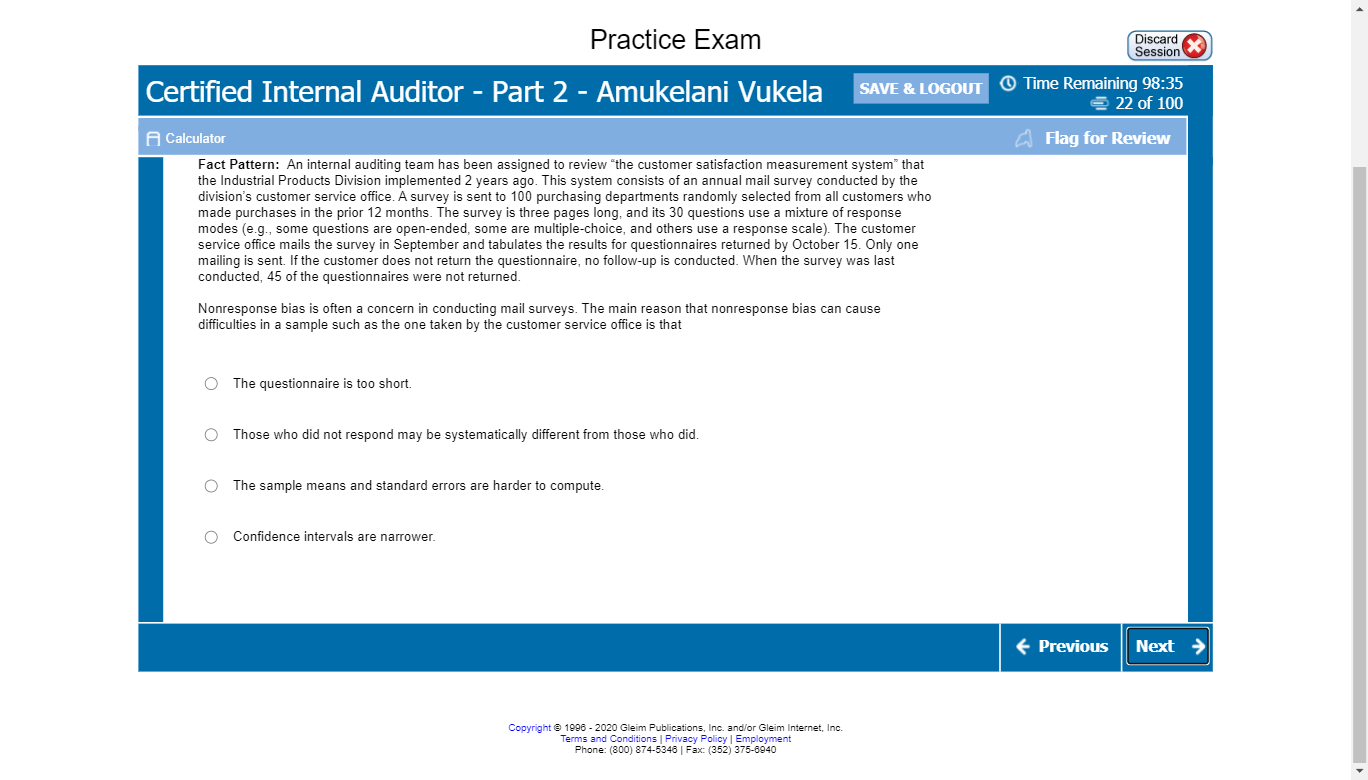 Practice Exam
Discard
Session
Certified Internal Auditor - Part 2 - Amukelani Vukela
SAVE & LOGOUT
Time Remaining 98:35
22 of 100
Calculator
Flag for Review
Fact Pattern: An internal auditing team has been assigned to review “the customer satisfaction measurement system” that
the Industrial Products Division implemented 2 years ago. This system consists of an annual mail survey conducted by the
division’s customer service office. A survey is sent to 100 purchasing departments randomly selected from all customers who
made purchases in the prior 12 months. The survey is three pages long, and its 30 questions use a mixture of response
modes (e.g., some questions are open-ended, some are multiple-choice, and others use a response scale). The customer
service office mails the survey in September and tabulates the results for questionnaires returned by October 15. Only one
mailing is sent. If the customer does not return the questionnaire, no follow-up is conducted. When the survey was last
conducted, 45 of the questionnaires were not returned.
Nonresponse bias is often a concern in conducting mail surveys. The main reason that nonresponse bias can cause
difficulties in a sample such as the one taken by the customer service office is that
The questionnaire is too short.
Those who did not respond may be systematically different from those who did.
The sample means and standard errors are harder to compute.
Confidence intervals are narrower.
Previous
Next
Copyright © 1996 - 2020 Gleim Publications, Inc. and/or Gleim Internet, Inc.
Terms and Conditions | Privacy Policy | Employment
Phone: (800) 874-5346 | Fax: (352) 375-6940